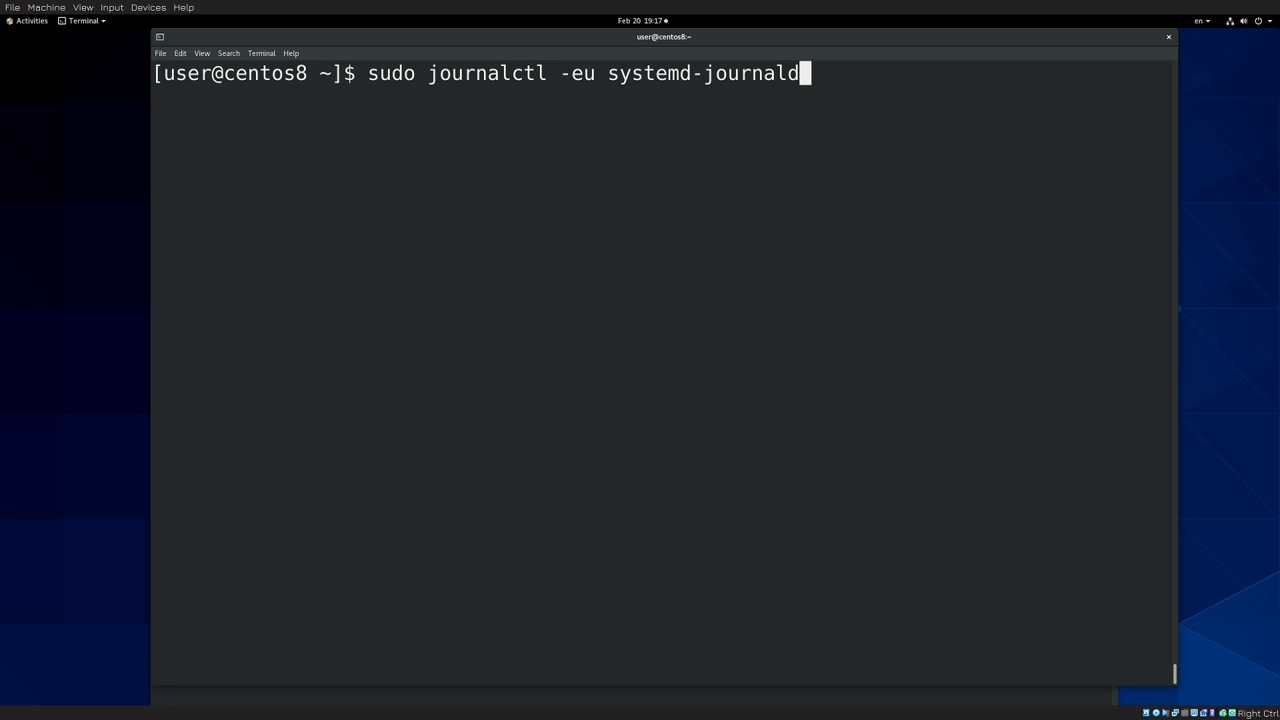 File Machine View Input Devices Help
Activities Terminal Feb 20 19:17 en
user@centos8:~
File Edit View Search Terminal Help
[user@centos8 ~]$ sudo journalctl -eu systemd-journald
Right Ctrl